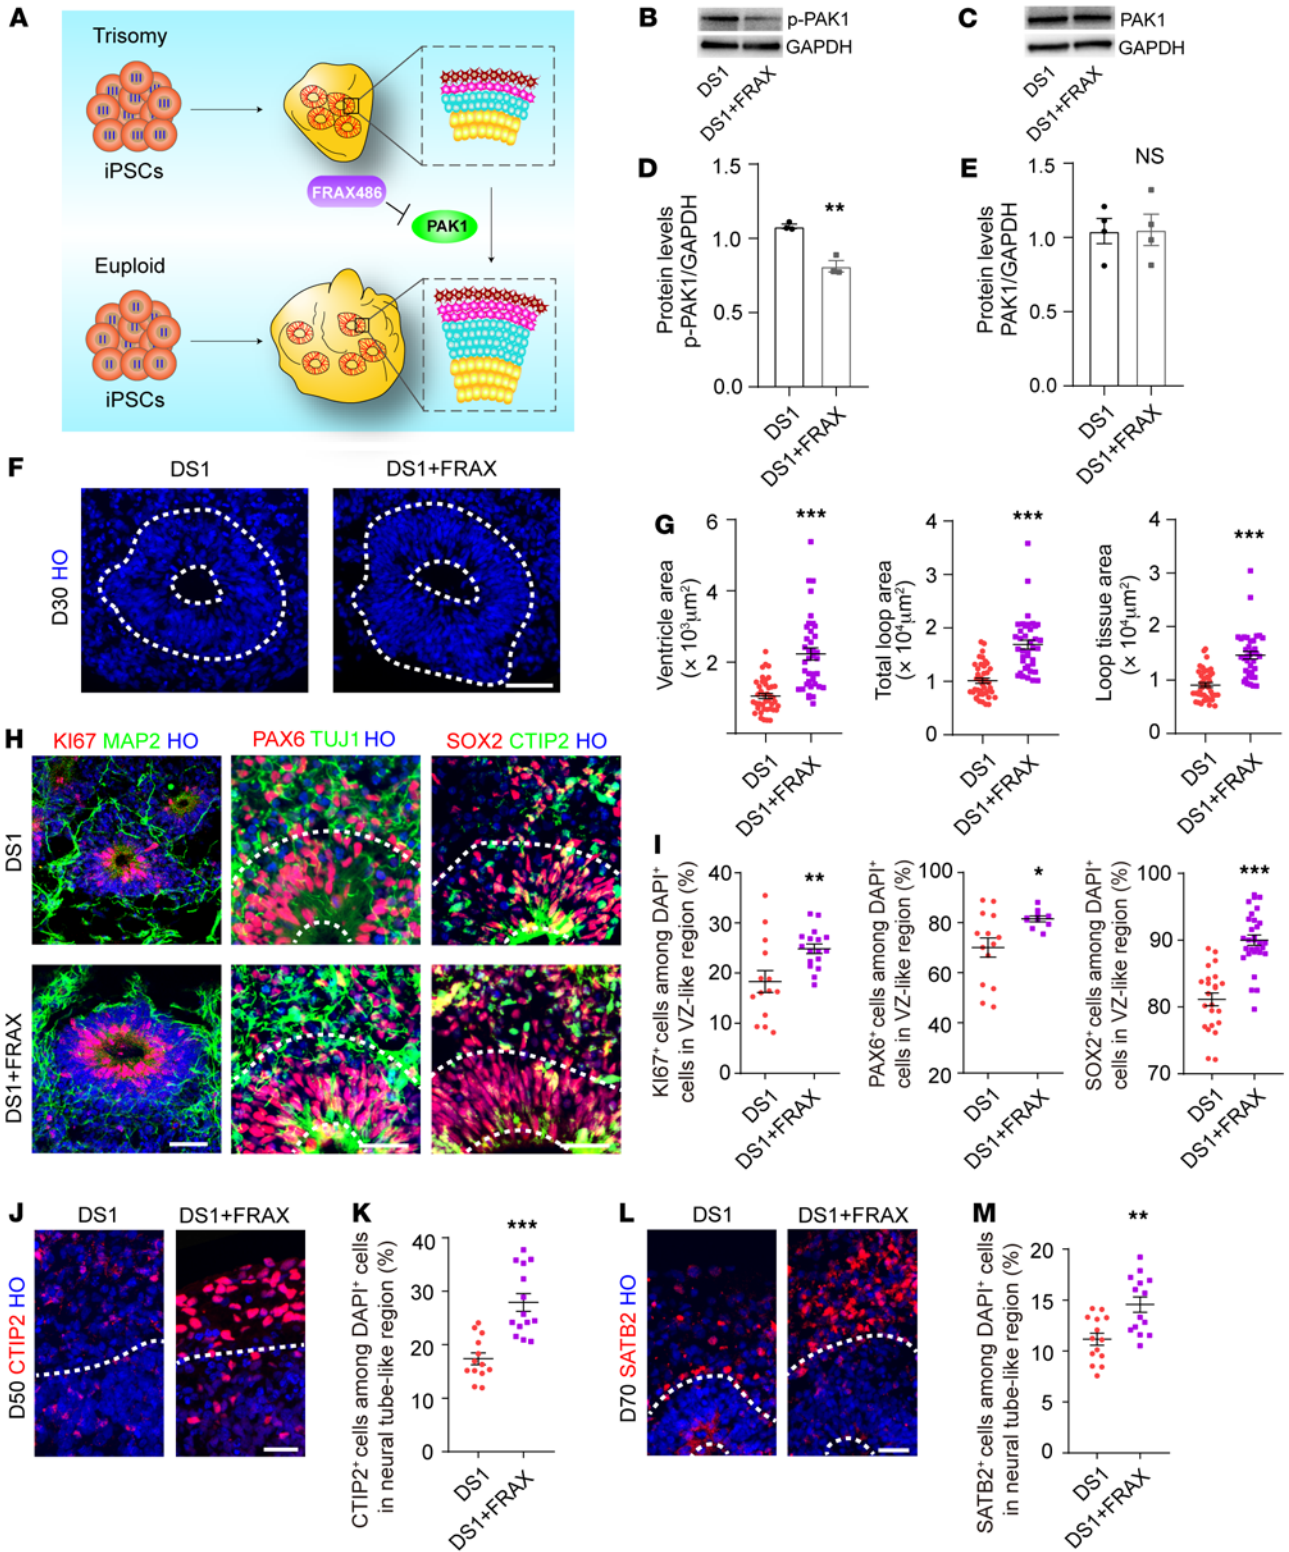 A
Trisomy
iPSCs
FRAX486
PAK1
Euploid
iPSCs
B
p-PAK1
GAPDH
DS1
DS1+FRAX
C
PAK1
GAPDH
DS1
DS1+FRAX
D
Protein levels
p-PAK1/GAPDH
1.5
1.0
0.5
0.0
**
DS1
DS1+FRAX
E
Protein levels
PAK1/GAPDH
1.5
1.0
0.5
0.0
NS
DS1
DS1+FRAX
F
DS1
DS1+FRAX
D30 HO
G
Ventricle area
(× 10³μm²)
6
4
2
***
DS1
DS1+FRAX
Total loop area
(× 10⁴μm²)
4
3
2
1
0
***
DS1
DS1+FRAX
Loop tissue area
(× 10⁴μm²)
4
3
2
1
0
***
DS1
DS1+FRAX
H
KI67 MAP2 HO
PAX6 TUJ1 HO
SOX2 CTIP2 HO
DS1
DS1+FRAX
I
KI67⁺ cells among DAPI⁺
cells in VZ-like region (%)
40
30
20
10
0
**
DS1
DS1+FRAX
PAX6⁺ cells among DAPI⁺
cells in VZ-like region (%)
100
80
60
40
20
*
DS1
DS1+FRAX
SOX2⁺ cells among DAPI⁺
cells in VZ-like region (%)
100
90
80
70
***
DS1
DS1+FRAX
J
DS1
DS1+FRAX
D50 CTIP2 HO
K
CTIP2⁺ cells among DAPI⁺ cells
in neural tube-like region (%)
40
30
20
10
0
***
DS1
DS1+FRAX
L
DS1
DS1+FRAX
D70 SATB2 HO
M
SATB2⁺ cells among DAPI⁺ cells
in neural tube-like region (%)
20
15
10
5
0
**
DS1
DS1+FRAX